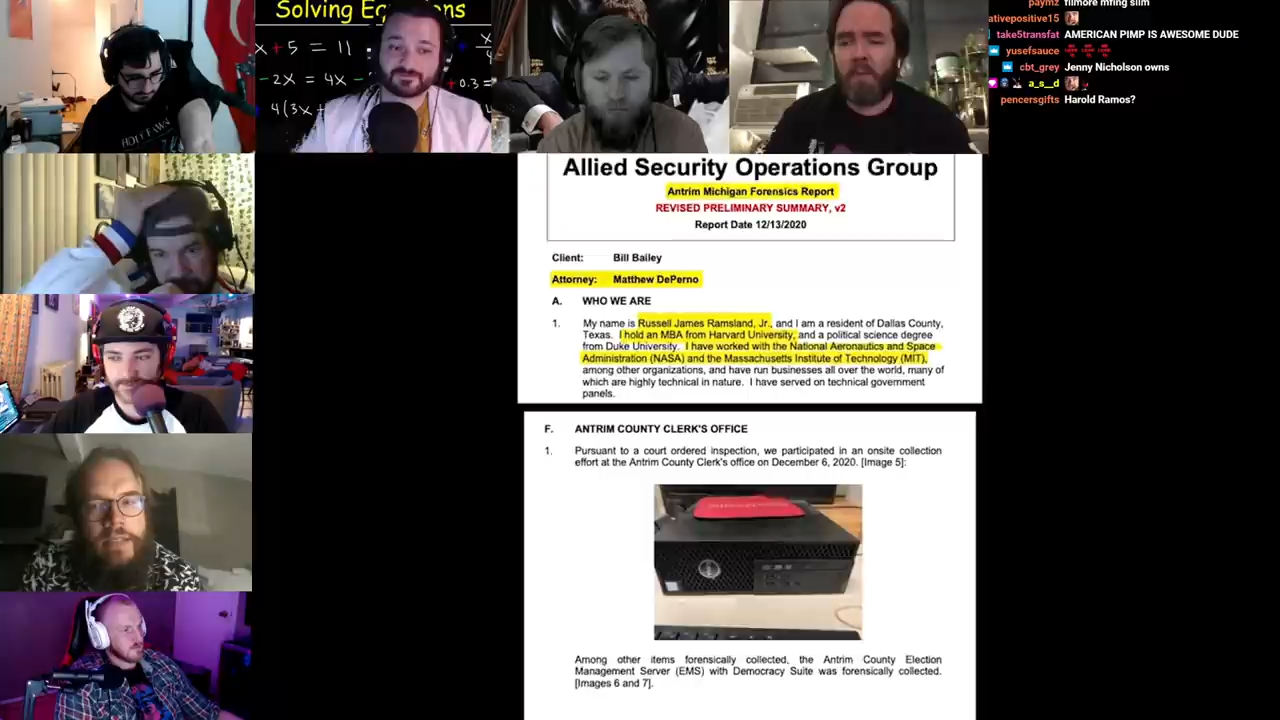 Solving Equations
x + 5 = 11
- 2X = 4X -
+ 0.3 =
4(3x +
filmore mfing slim
paymz
ativepositive15
take5transfat AMERICAN PIMP IS AWESOME DUDE
yusefsauce
cbt_grey Jenny Nicholson owns
a_s__d
pencersgifts Harold Ramos?
Allied Security Operations Group
Antrim Michigan Forensics Report
REVISED PRELIMINARY SUMMARY, v2
Report Date 12/13/2020
Client: Bill Bailey
Attorney: Matthew DePerno
A. WHO WE ARE
1. My name is Russell James Ramsland, Jr., and I am a resident of Dallas County,
Texas. I hold an MBA from Harvard University, and a political science degree
from Duke University. I have worked with the National Aeronautics and Space
Administration (NASA) and the Massachusetts Institute of Technology (MIT),
among other organizations, and have run businesses all over the world, many of
which are highly technical in nature. I have served on technical government
panels.
F. ANTRIM COUNTY CLERK'S OFFICE
1. Pursuant to a court ordered inspection, we participated in an onsite collection
effort at the Antrim County Clerk's office on December 6, 2020. [Image 5]:
Among other items forensically collected, the Antrim County Election
Management Server (EMS) with Democracy Suite was forensically collected.
[Images 6 and 7].